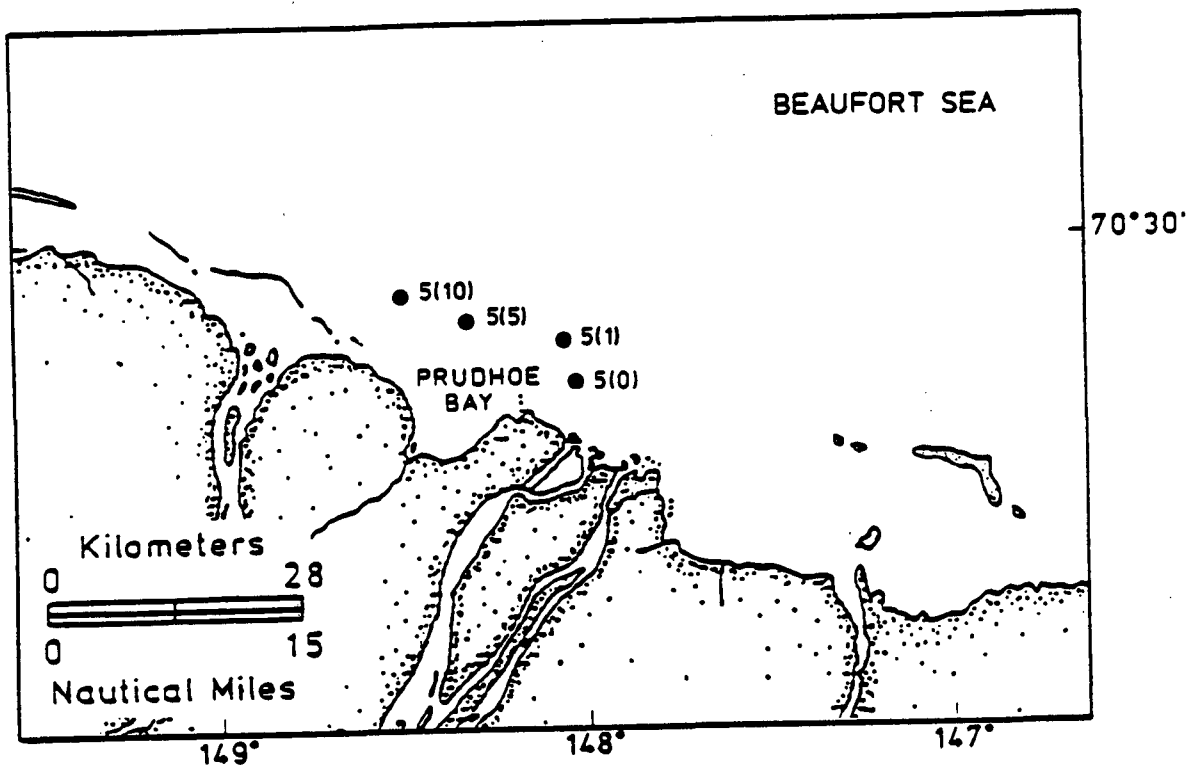 BEAUFORT SEA
70°30'
5(10)
5(5)
5(1)
5(0)
PRUDHOE
BAY
Kilometers
0 28
0 15
Nautical Miles
149°
148°
147°